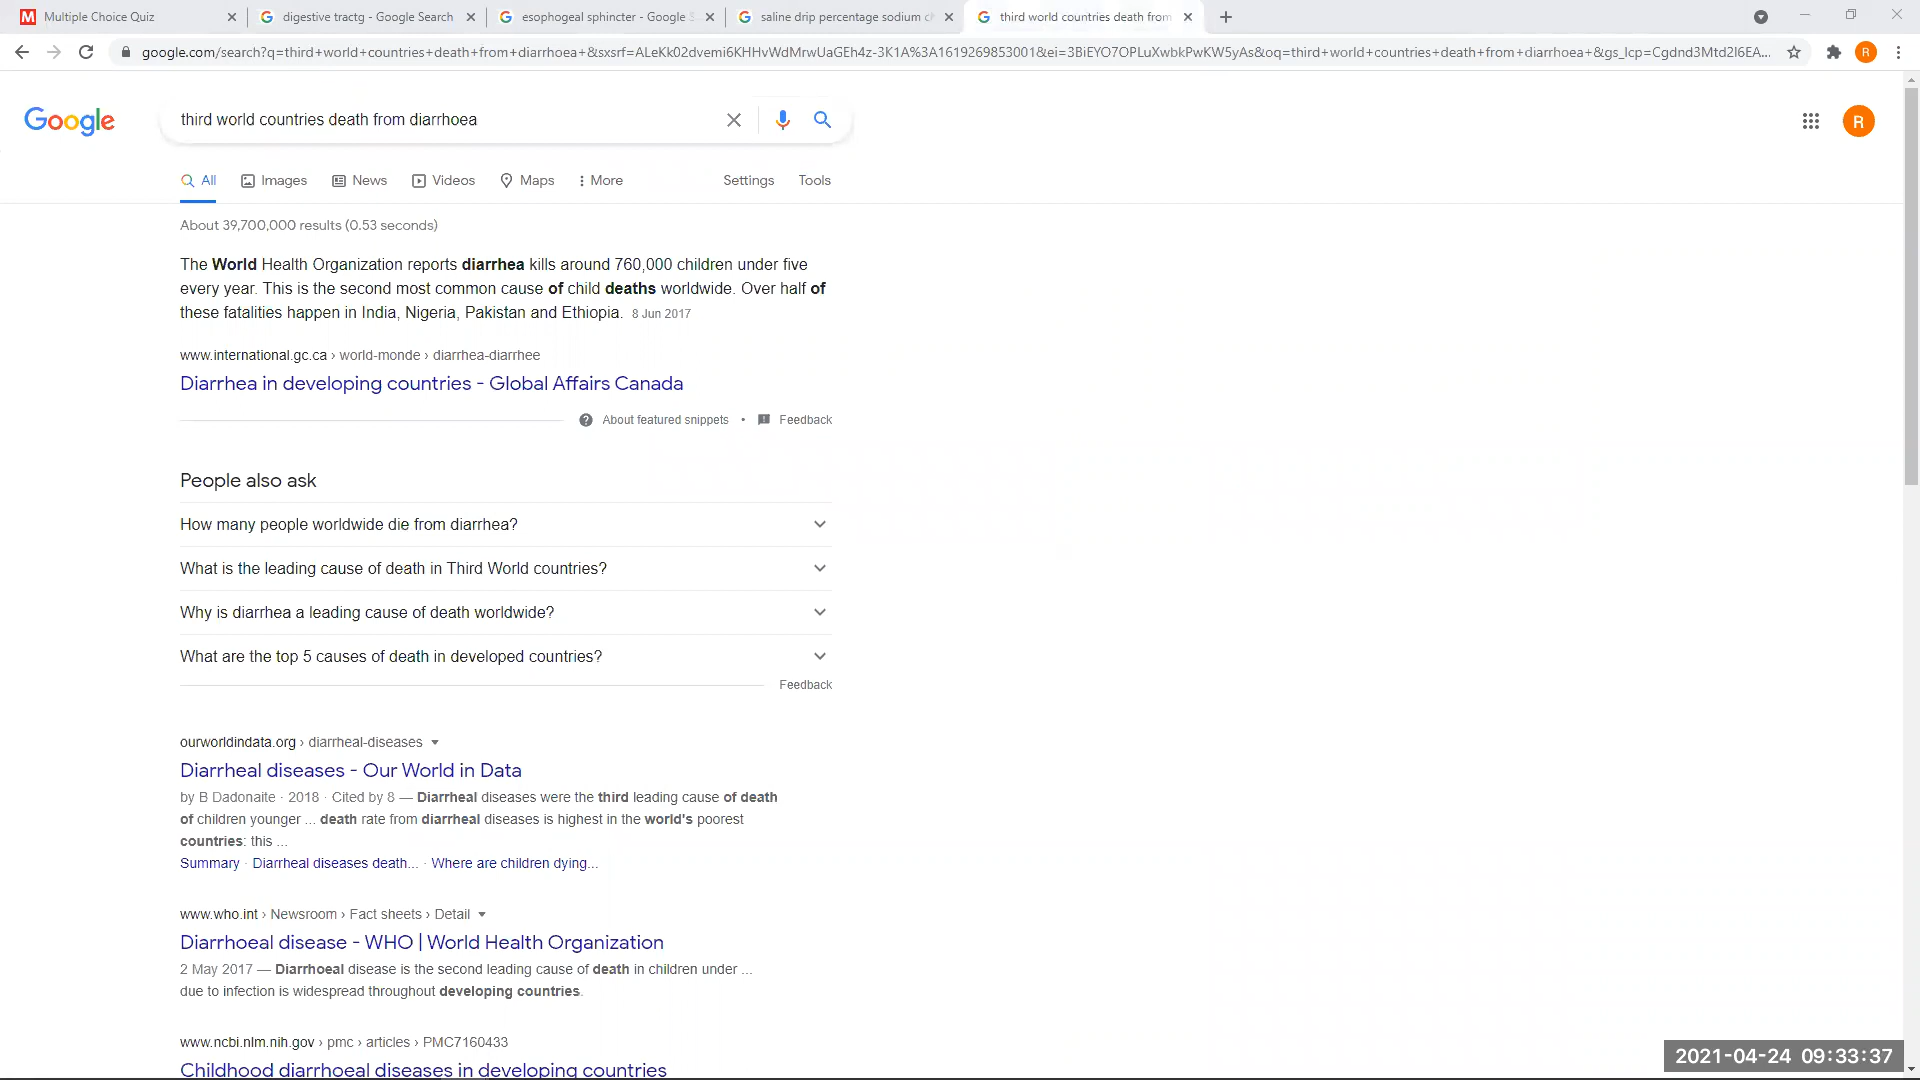 Multiple Choice Quiz
digestive tractg - Google Search
esophogeal sphincter - Google S
saline drip percentage sodium ch
third world countries death from
google.com/search?q=third+world+countries+death+from+diarrhoea+&sxsrf=ALeKk02dvemi6KHHvWdMrwUaGEh4z-3K1A%3A1619269853001&ei=3BiEYO7OPLuXwbkPwKW5yAs&oq=third+world+countries+death+from+diarrhoea+&gs_lcp=Cgdnd3Mtd2l6EA...
R
Google
third world countries death from diarrhoea
R
All
Images
News
Videos
Maps
More
Settings
Tools
About 39,700,000 results (0.53 seconds)
The World Health Organization reports diarrhea kills around 760,000 children under five
every year. This is the second most common cause of child deaths worldwide. Over half of
these fatalities happen in India, Nigeria, Pakistan and Ethiopia. 8 Jun 2017
www.international.gc.ca › world-monde › diarrhea-diarrhee
Diarrhea in developing countries - Global Affairs Canada
About featured snippets • Feedback
People also ask
How many people worldwide die from diarrhea?
What is the leading cause of death in Third World countries?
Why is diarrhea a leading cause of death worldwide?
What are the top 5 causes of death in developed countries?
Feedback
ourworldindata.org › diarrheal-diseases
Diarrheal diseases - Our World in Data
by B Dadonaite · 2018 · Cited by 8 — Diarrheal diseases were the third leading cause of death
of children younger ... death rate from diarrheal diseases is highest in the world's poorest
countries: this ...
Summary · Diarrheal diseases death... · Where are children dying...
www.who.int › Newsroom › Fact sheets › Detail
Diarrhoeal disease - WHO | World Health Organization
2 May 2017 — Diarrhoeal disease is the second leading cause of death in children under ...
due to infection is widespread throughout developing countries.
www.ncbi.nlm.nih.gov › pmc › articles › PMC7160433
Childhood diarrhoeal diseases in developing countries
2021-04-24 09:33:37